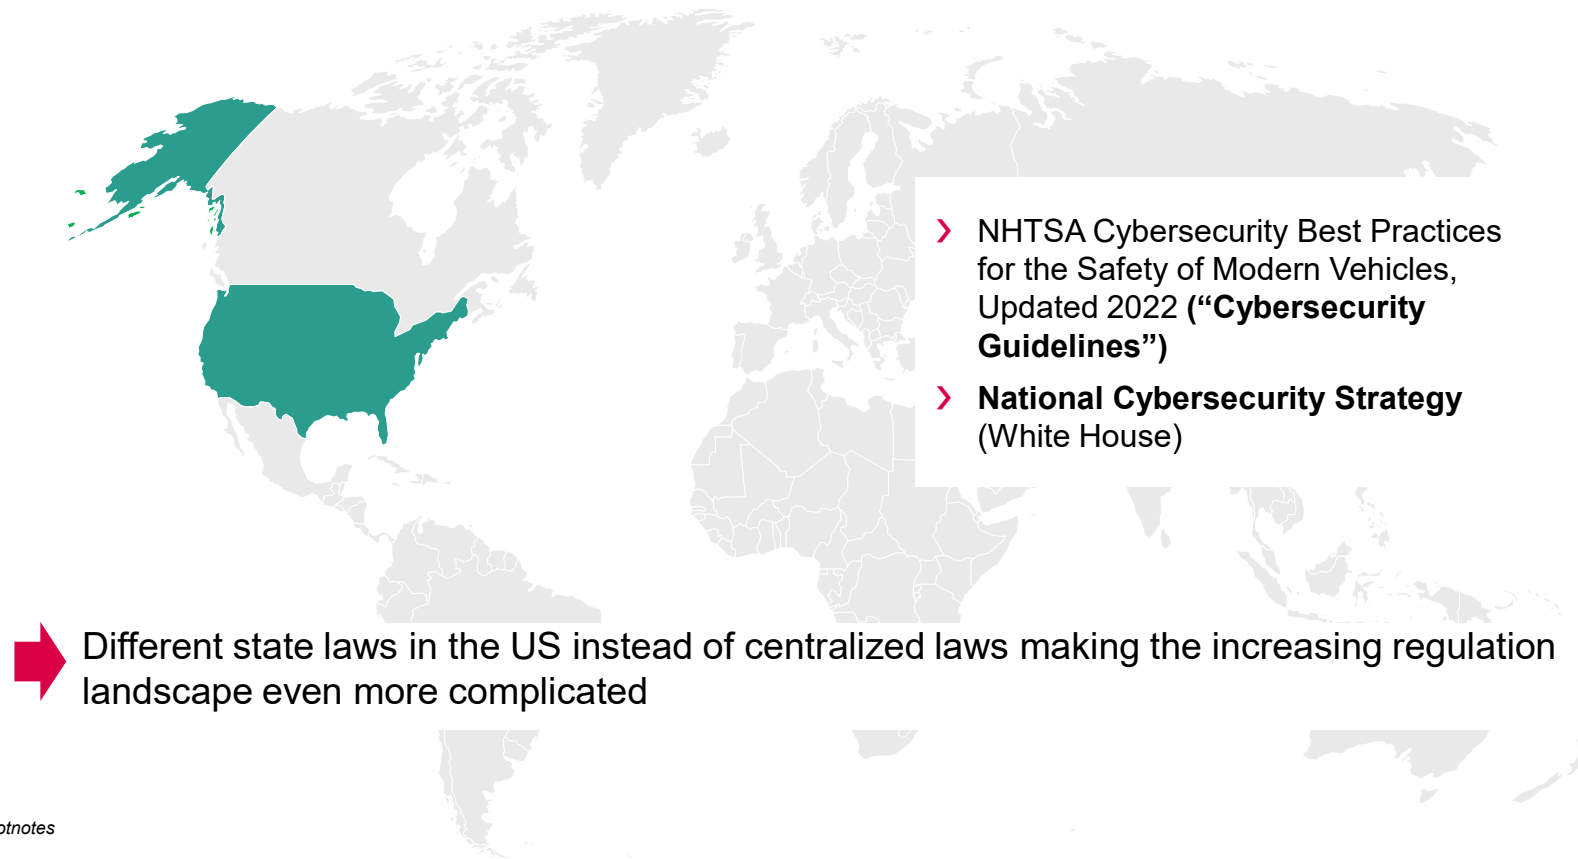 NHTSA Cybersecurity Best Practices
for the Safety of Modern Vehicles,
Updated 2022 (“Cybersecurity
Guidelines”)
National Cybersecurity Strategy
(White House)
Different state laws in the US instead of centralized laws making the increasing regulation
landscape even more complicated
otnotes